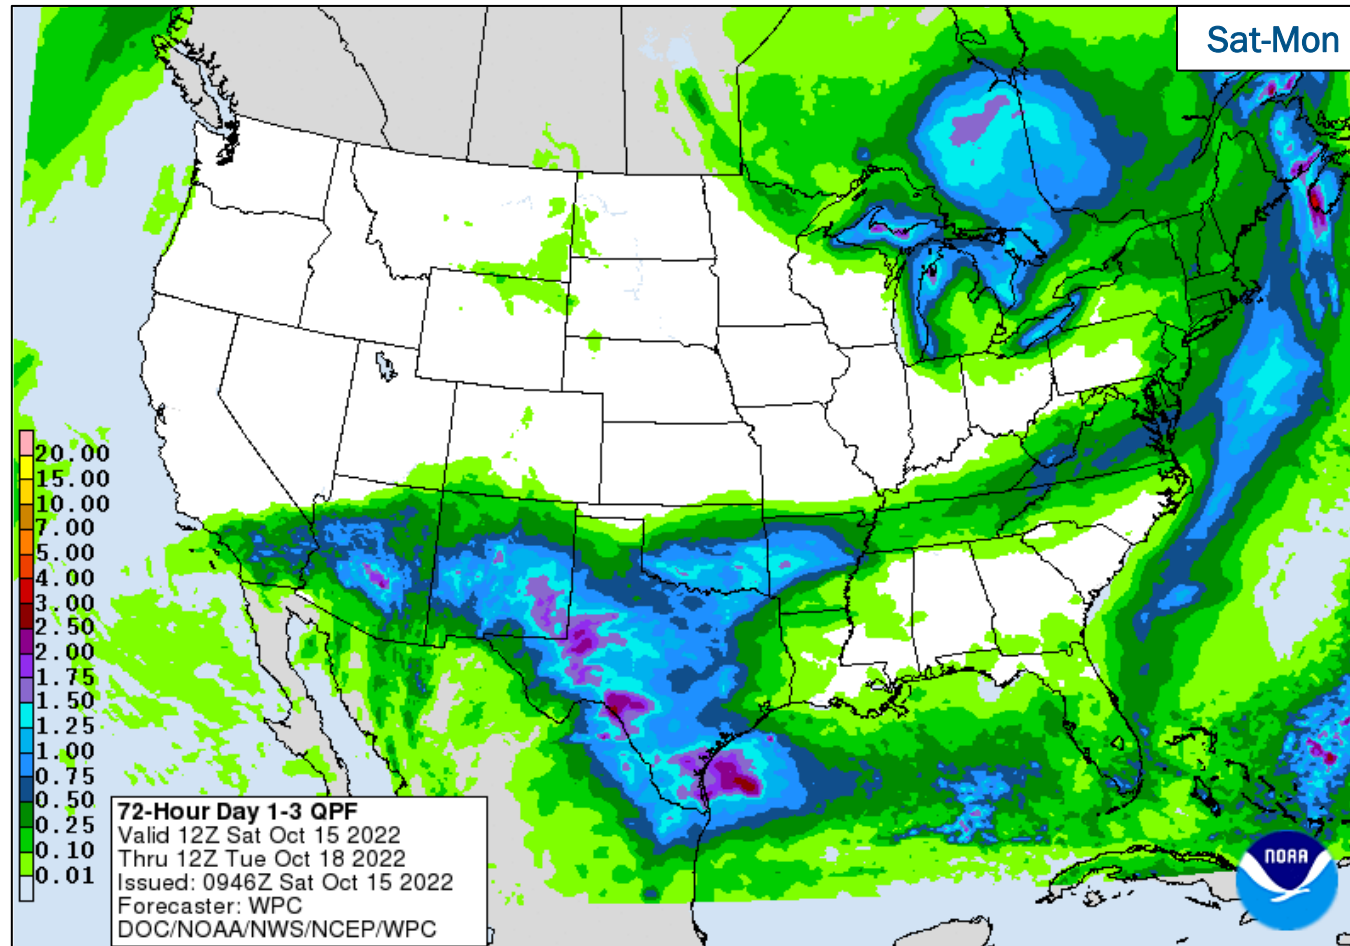 Sat-Mon
20.00
15.00
10.00
7.00
5.00
4.00
3.00
2.50
2.00
1.75
1.50
1.25
1.00
0.75
0.50
0.25
0.10
0.01
72-Hour Day 1-3 QPF
Valid 12Z Sat Oct 15 2022
Thru 12Z Tue Oct 18 2022
Issued: 0946Z Sat Oct 15 2022
Forecaster: WPC
DOC/NOAA/NWS/NCEP/WPC
NOAA